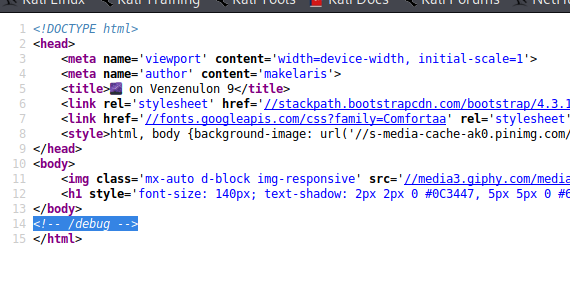 Kali Linux Kali Training Kali Tools Kali Docs Kali Forums NetH
1 <!DOCTYPE html>
2 <head>
3 <meta name='viewport' content='width=device-width, initial-scale=1'>
4 <meta name='author' content='makelaris'>
5 <title>🌌 on Venzenulon 9</title>
6 <link rel='stylesheet' href='//stackpath.bootstrapcdn.com/bootstrap/4.3.1
7 <link href='//fonts.googleapis.com/css?family=Comfortaa' rel='stylesheet'
8 <style>html, body {background-image: url('//s-media-cache-ak0.pinimg.com/
9 </head>
10 <body>
11 <img class='mx-auto d-block img-responsive' src='//media3.giphy.com/media
12 <h1 style='font-size: 140px; text-shadow: 2px 2px 0 #0C3447, 5px 5px 0 #6
13 </body>
14 <!-- /debug -->
15 </html>